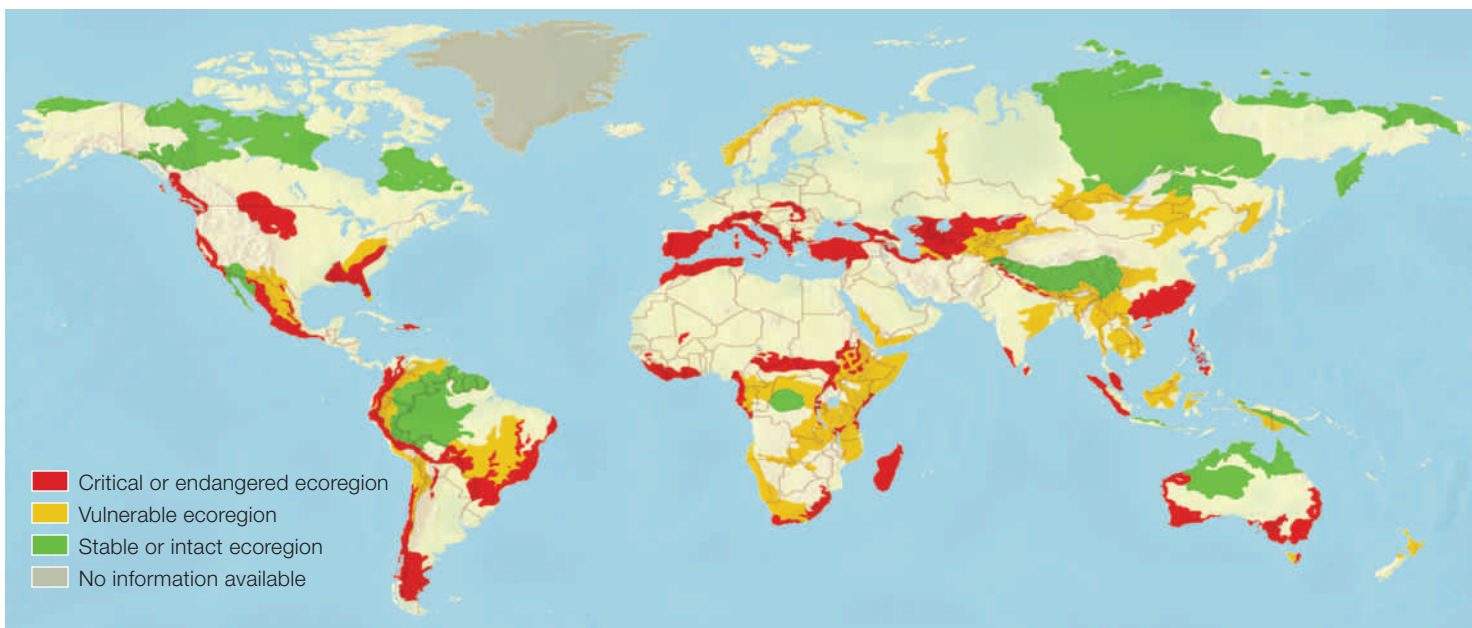 Critical or endangered ecoregion
Vulnerable ecoregion
Stable or intact ecoregion
No information available